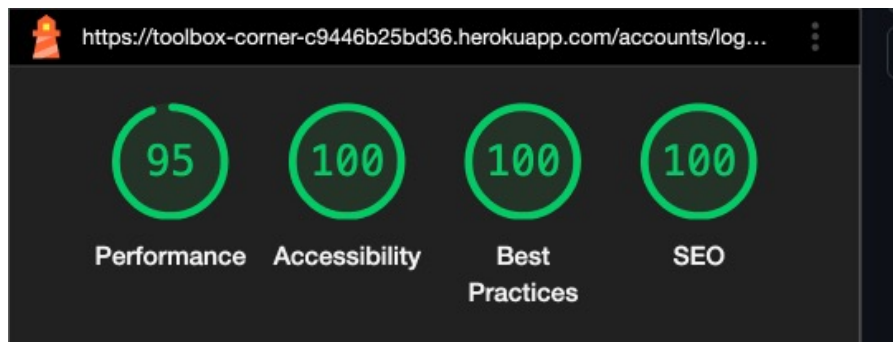 https://toolbox-corner-c9446b25bd36.herokuapp.com/accounts/log...
95 100 100 100
Performance Accessibility Best Practices SEO